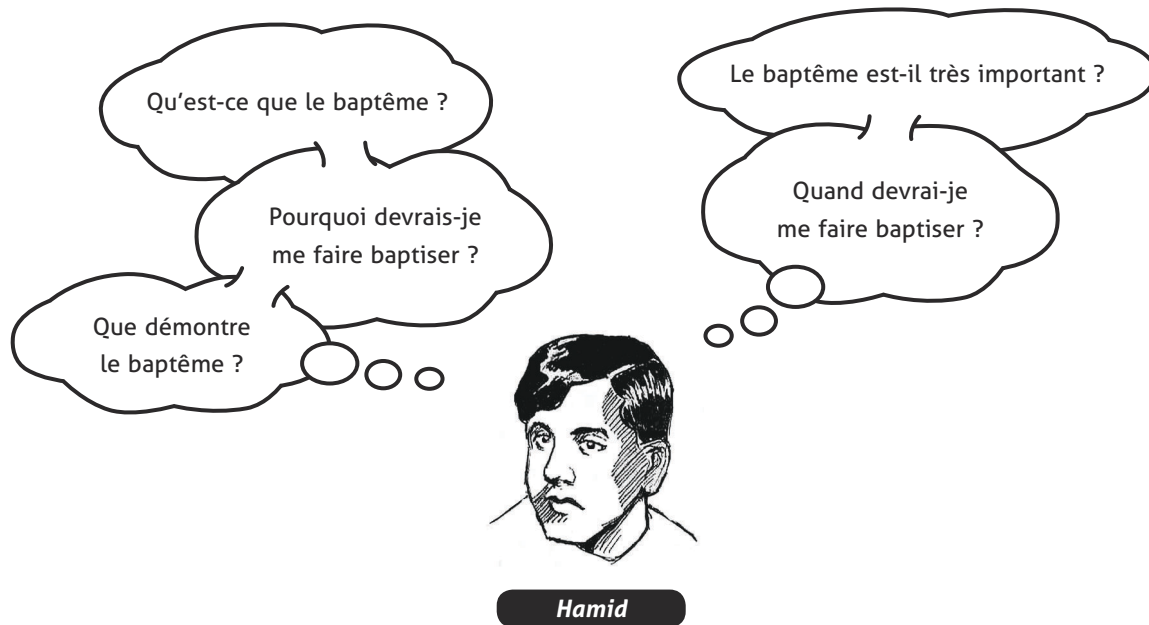 Qu'est-ce que le baptême ?
Pourquoi devrais-je
me faire baptiser ?
Que démontre
le baptême ?
Le baptême est-il très important ?
Quand devrai-je
me faire baptiser ?
Hamid